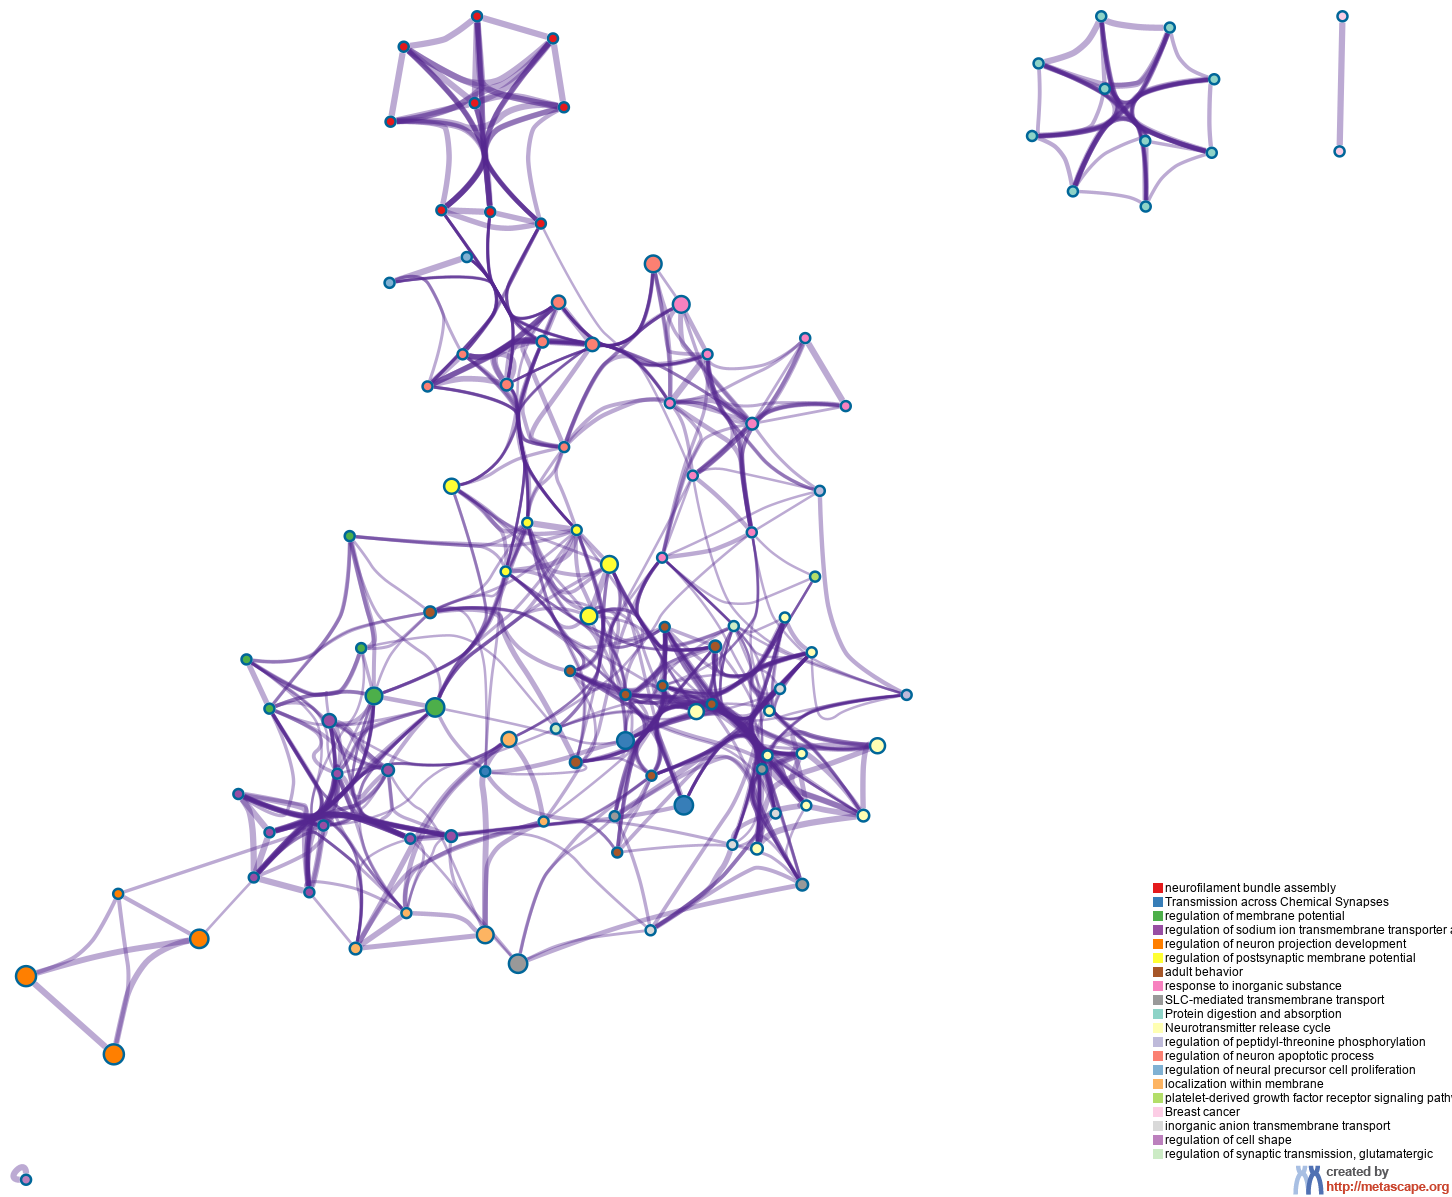 neurofilament bundle assembly
Transmission across Chemical Synapses
regulation of membrane potential
regulation of sodium ion transmembrane transporter
regulation of neuron projection development
regulation of postsynaptic membrane potential
adult behavior
response to inorganic substance
SLC-mediated transmembrane transport
Protein digestion and absorption
Neurotransmitter release cycle
regulation of peptidyl-threonine phosphorylation
regulation of neuron apoptotic process
regulation of neural precursor cell proliferation
localization within membrane
platelet-derived growth factor receptor signaling path
Breast cancer
inorganic anion transmembrane transport
regulation of cell shape
regulation of synaptic transmission, glutamatergic
created by
http://metascape.org